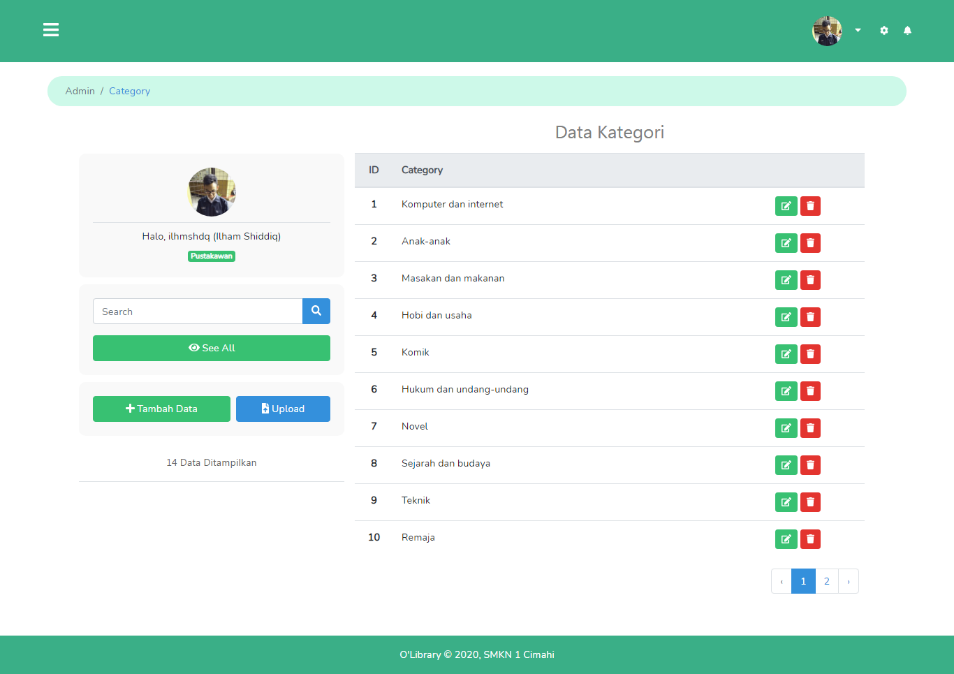 Admin / Category
Data Kategori
Halo, ilhmshdq (Ilham Shiddiq)
Pustakawan
Search
See All
Tambah Data Upload
14 Data Ditampilkan
ID Category
1 Komputer dan internet
2 Anak-anak
3 Masakan dan makanan
4 Hobi dan usaha
5 Komik
6 Hukum dan undang-undang
7 Novel
8 Sejarah dan budaya
9 Teknik
10 Remaja
‹ 1 2 ›
O'Library © 2020, SMKN 1 Cimahi